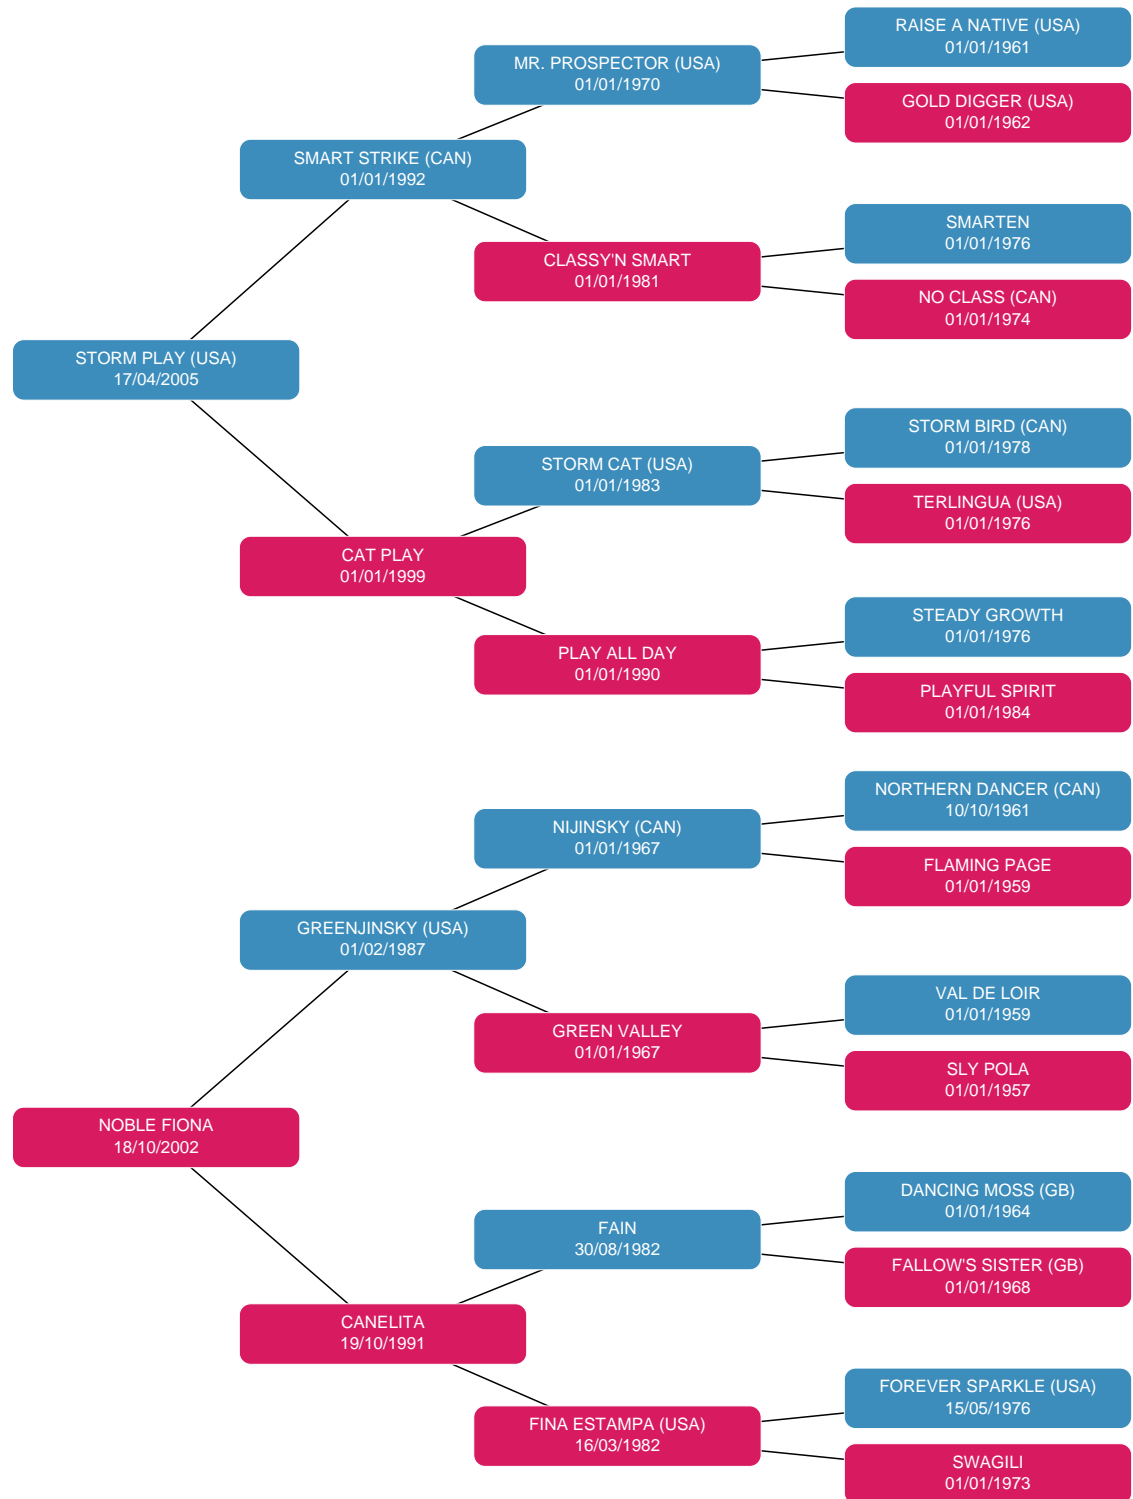 RAISE A NATIVE (USA)
01/01/1961
MR. PROSPECTOR (USA)
01/01/1970
GOLD DIGGER (USA)
01/01/1962
SMART STRIKE (CAN)
01/01/1992
SMARTEN
01/01/1976
CLASSY'N SMART
01/01/1981
NO CLASS (CAN)
01/01/1974
STORM PLAY (USA)
17/04/2005
STORM BIRD (CAN)
01/01/1978
STORM CAT (USA)
01/01/1983
TERLINGUA (USA)
01/01/1976
CAT PLAY
01/01/1999
STEADY GROWTH
01/01/1976
PLAY ALL DAY
01/01/1990
PLAYFUL SPIRIT
01/01/1984
NORTHERN DANCER (CAN)
10/10/1961
NIJINSKY (CAN)
01/01/1967
FLAMING PAGE
01/01/1959
GREENJINSKY (USA)
01/02/1987
VAL DE LOIR
01/01/1959
GREEN VALLEY
01/01/1967
SLY POLA
01/01/1957
NOBLE FIONA
18/10/2002
DANCING MOSS (GB)
01/01/1964
FAIN
30/08/1982
FALLOW'S SISTER (GB)
01/01/1968
CANELITA
19/10/1991
FOREVER SPARKLE (USA)
15/05/1976
FINA ESTAMPA (USA)
16/03/1982
SWAGILI
01/01/1973